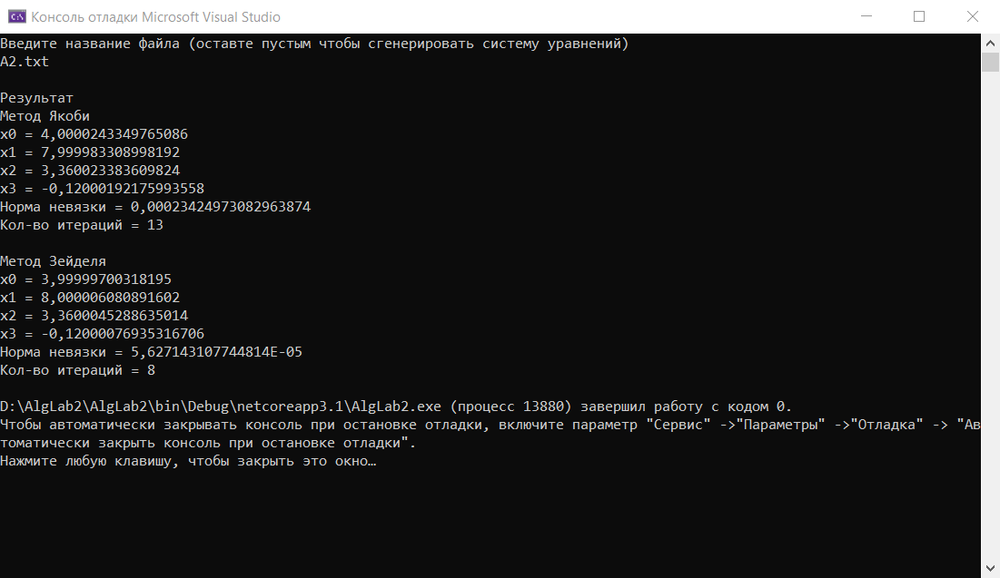 Консоль отладки Microsoft Visual Studio
Введите название файла (оставте пустым чтобы сгенерировать систему уравнений)
A2.txt
Результат
Метод Якоби
x0 = 4,0000243349765086
x1 = 7,999983308998192
x2 = 3,360023383609824
x3 = -0,12000192175993558
Норма невязки = 0,00023424973082963874
Кол-во итераций = 13
Метод Зейделя
x0 = 3,99999700318195
x1 = 8,000006080891602
x2 = 3,3600045288635014
x3 = -0,12000076935316706
Норма невязки = 5,627143107744814E-05
Кол-во итераций = 8
D:\AlgLab2\AlgLab2\bin\Debug\netcoreapp3.1\AlgLab2.exe (процесс 13880) завершил работу с кодом 0.
Чтобы автоматически закрывать консоль при остановке отладки, включите параметр "Сервис" ->"Параметры" ->"Отладка" -> "Ав
томатически закрыть консоль при остановке отладки".
Нажмите любую клавишу, чтобы закрыть это окно…